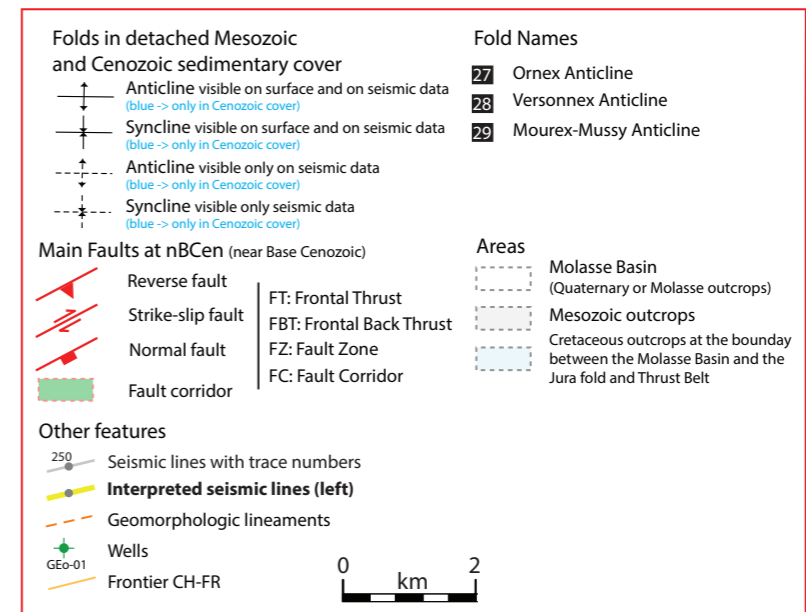 Folds in detached Mesozoic
and Cenozoic sedimentary cover
Anticline visible on surface and on seismic data
(blue -> only in Cenozoic cover)
Syncline visible on surface and on seismic data
(blue -> only in Cenozoic cover)
Anticline visible only on seismic data
(blue -> only in Cenozoic cover)
Syncline visible only seismic data
(blue -> only in Cenozoic cover)
Fold Names
27 Ornex Anticline
28 Versonnex Anticline
29 Mourex-Mussy Anticline
Main Faults at nBCen (near Base Cenozoic)
Reverse fault
Strike-slip fault
Normal fault
Fault corridor
FT: Frontal Thrust
FBT: Frontal Back Thrust
FZ: Fault Zone
FC: Fault Corridor
Areas
Molasse Basin
(Quaternary or Molasse outcrops)
Mesozoic outcrops
Cretaceous outcrops at the bounday
between the Molasse Basin and the
Jura fold and Thrust Belt
Other features
250 Seismic lines with trace numbers
Interpreted seismic lines (left)
Geomorphologic lineaments
Wells
GEo-01
Frontier CH-FR
0 2
km